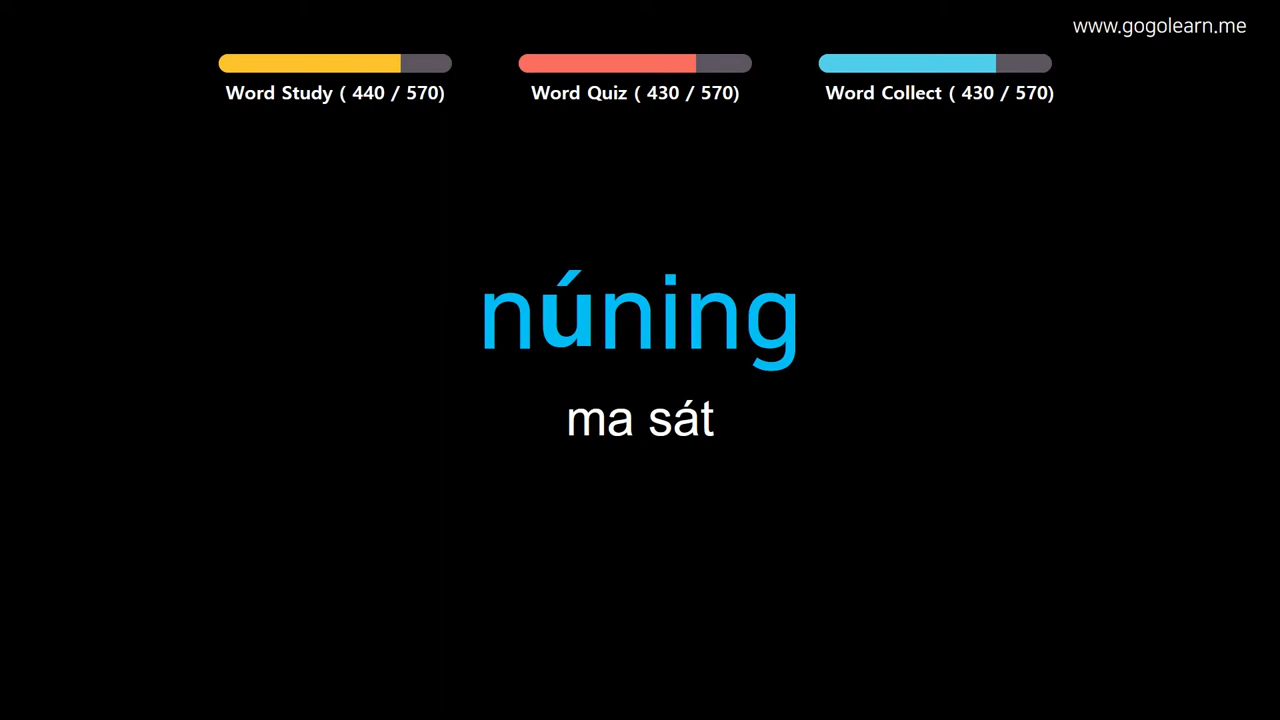 www.gogolearn.me
Word Study ( 440 / 570)
Word Quiz ( 430 / 570)
Word Collect ( 430 / 570)
núning
ma sát